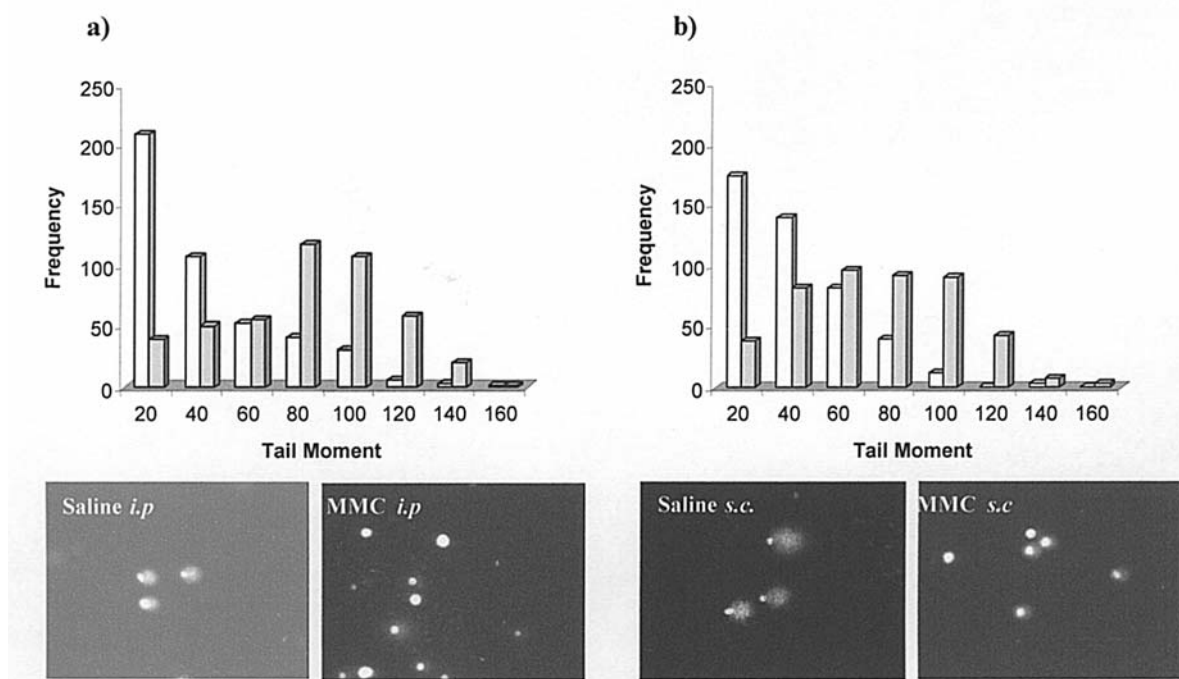 a)
250
200
150
100
50
0
Frequency
20 40 60 80 100 120 140 160
Tail Moment
b)
250
200
150
100
50
0
Frequency
20 40 60 80 100 120 140 160
Tail Moment
Saline i.p
MMC i.p
Saline s.c.
MMC s.c